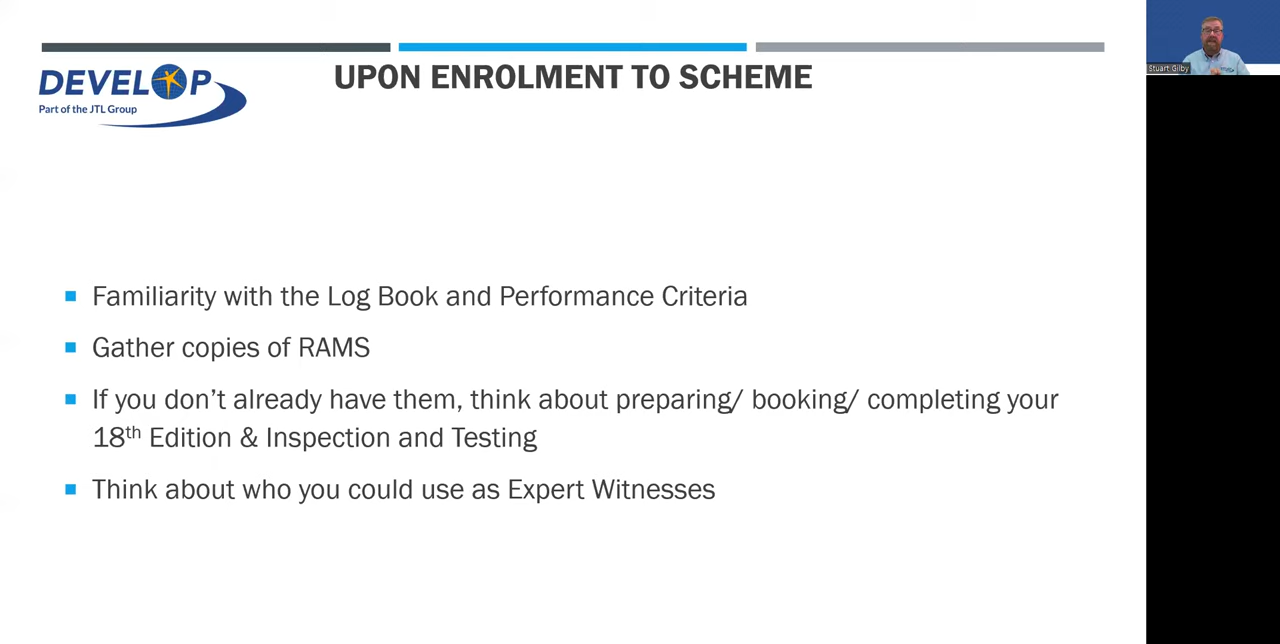 DEVELOP
Part of the JTL Group
UPON ENROLMENT TO SCHEME
Stuart Gilby
Familiarity with the Log Book and Performance Criteria
Gather copies of RAMS
If you don’t already have them, think about preparing/ booking/ completing your
18th Edition & Inspection and Testing
Think about who you could use as Expert Witnesses